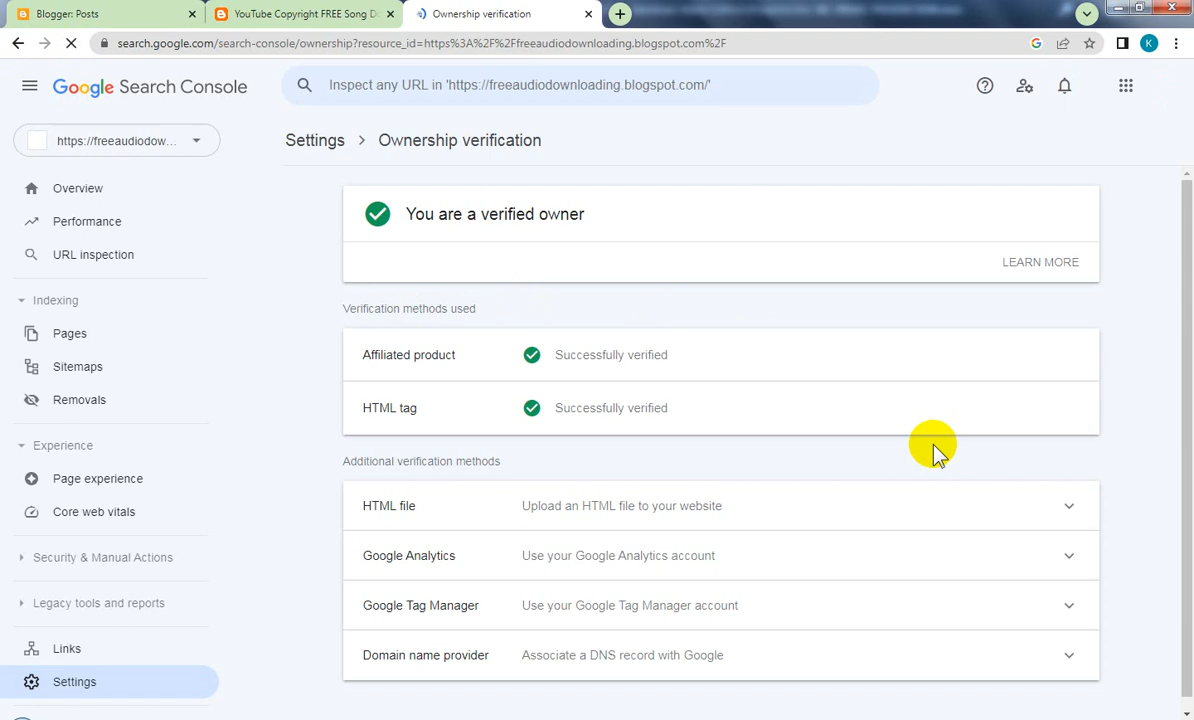 Blogger: Posts
YouTube Copyright FREE Song D
Ownership verification
search.google.com/search-console/ownership?resource_id=https%3A%2F%2Ffreeaudiodownloading.blogspot.com%2F
K
Google Search Console
Inspect any URL in 'https://freeaudiodownloading.blogspot.com/'
https://freeaudiodow...
Settings > Ownership verification
Overview
Performance
URL inspection
Indexing
Pages
Sitemaps
Removals
Experience
Page experience
Core web vitals
Security & Manual Actions
Legacy tools and reports
Links
Settings
You are a verified owner
LEARN MORE
Verification methods used
Affiliated product Successfully verified
HTML tag Successfully verified
Additional verification methods
HTML file Upload an HTML file to your website
Google Analytics Use your Google Analytics account
Google Tag Manager Use your Google Tag Manager account
Domain name provider Associate a DNS record with Google